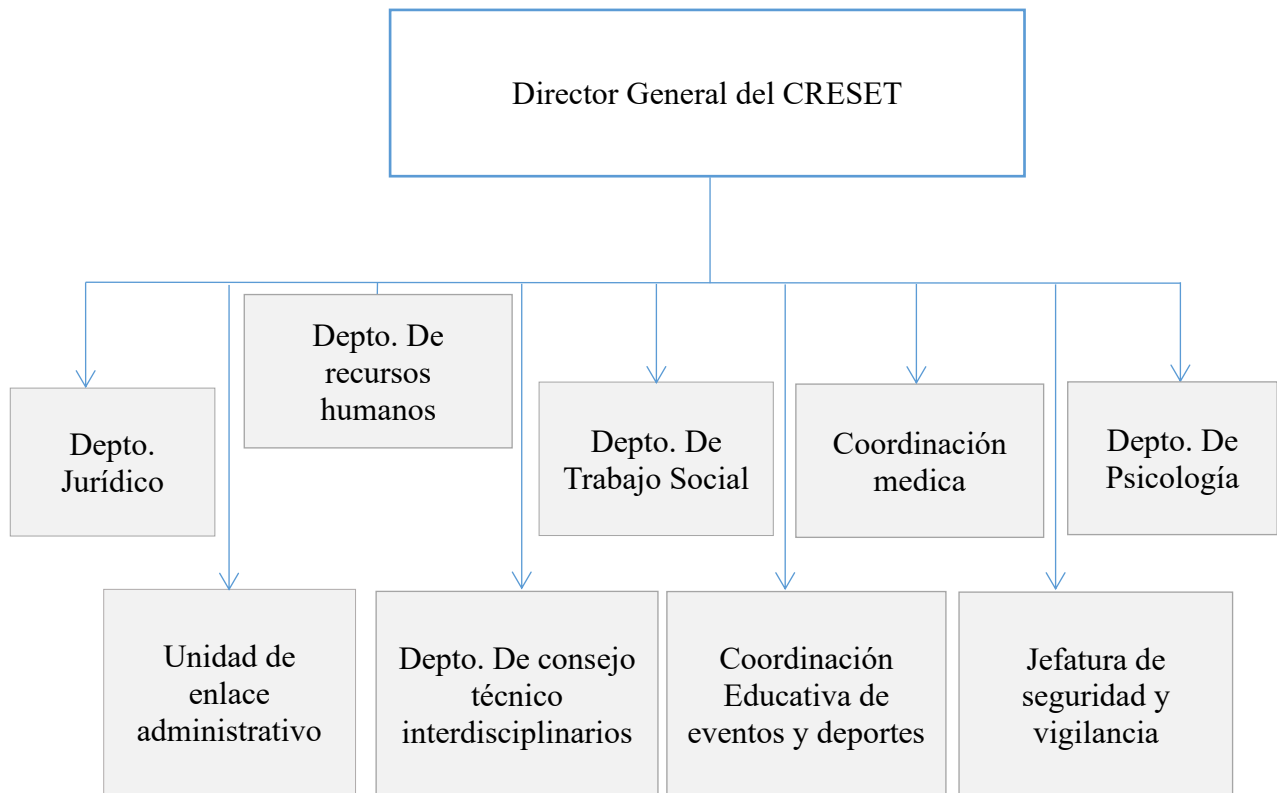 Director General del CRESET
Depto. De
recursos
humanos
Depto.
Jurídico
Depto. De
Trabajo Social
Coordinación
medica
Depto. De
Psicología
Unidad de
enlace
administrativo
Depto. De consejo
técnico
interdisciplinarios
Coordinación
Educativa de
eventos y deportes
Jefatura de
seguridad y
vigilancia